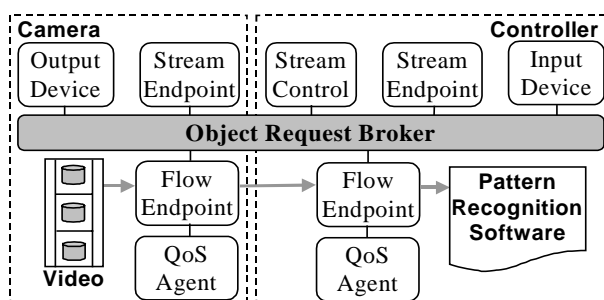 Camera
Controller
Output
Device
Stream
Endpoint
Stream
Control
Stream
Endpoint
Input
Device
Object Request Broker
Video
Flow
Endpoint
QoS
Agent
Flow
Endpoint
QoS
Agent
Pattern
Recognition
Software